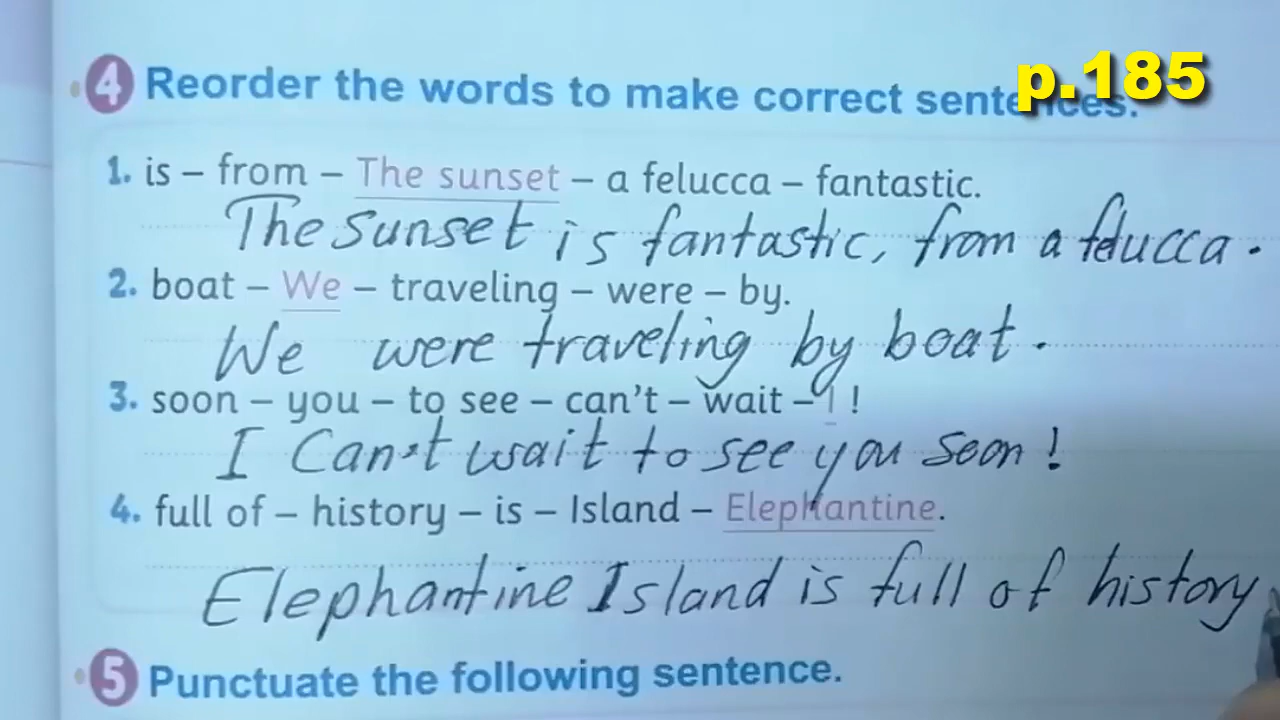 p.185
4 Reorder the words to make correct sentences.
1. is – from – The sunset – a felucca – fantastic.
The sunset is fantastic, from a felucca.
2. boat – We – traveling – were – by.
We were traveling by boat.
3. soon – you – to see – can't – wait – I !
I Can't wait to see you soon!
4. full of – history – is – Island – Elephantine.
Elephantine Island is full of history
5 Punctuate the following sentence.